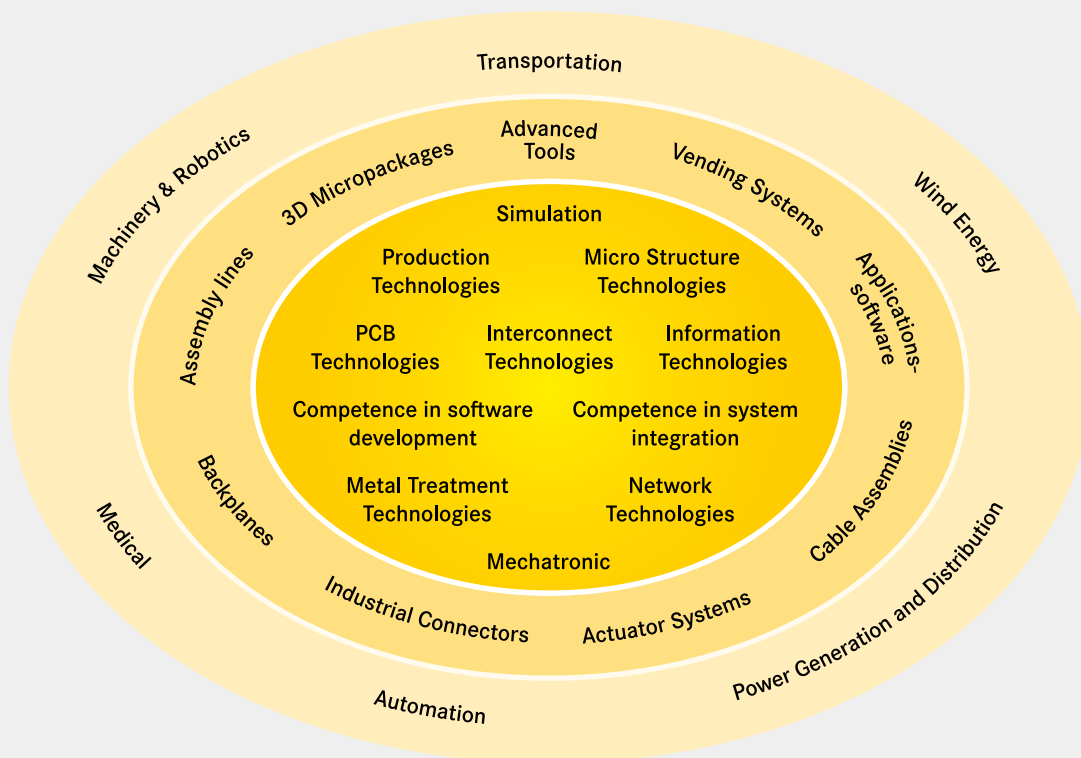 Transportation
Machinery & Robotics
Wind Energy
Medical
Power Generation and Distribution
Automation
Advanced
Tools
3D Micropackages
Vending Systems
Assembly lines
Applications-
software
Backplanes
Cable Assemblies
Industrial Connectors
Actuator Systems
Simulation
Production
Technologies
Micro Structure
Technologies
PCB
Technologies
Interconnect
Technologies
Information
Technologies
Competence in software
development
Competence in system
integration
Metal Treatment
Technologies
Network
Technologies
Mechatronic